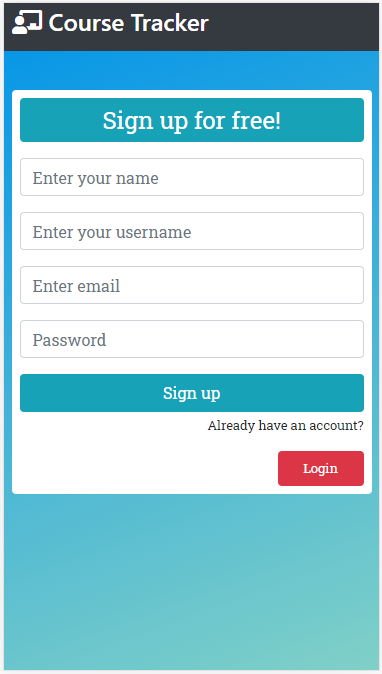 Course Tracker
Sign up for free!
Enter your name
Enter your username
Enter email
Password
Sign up
Already have an account?
Login